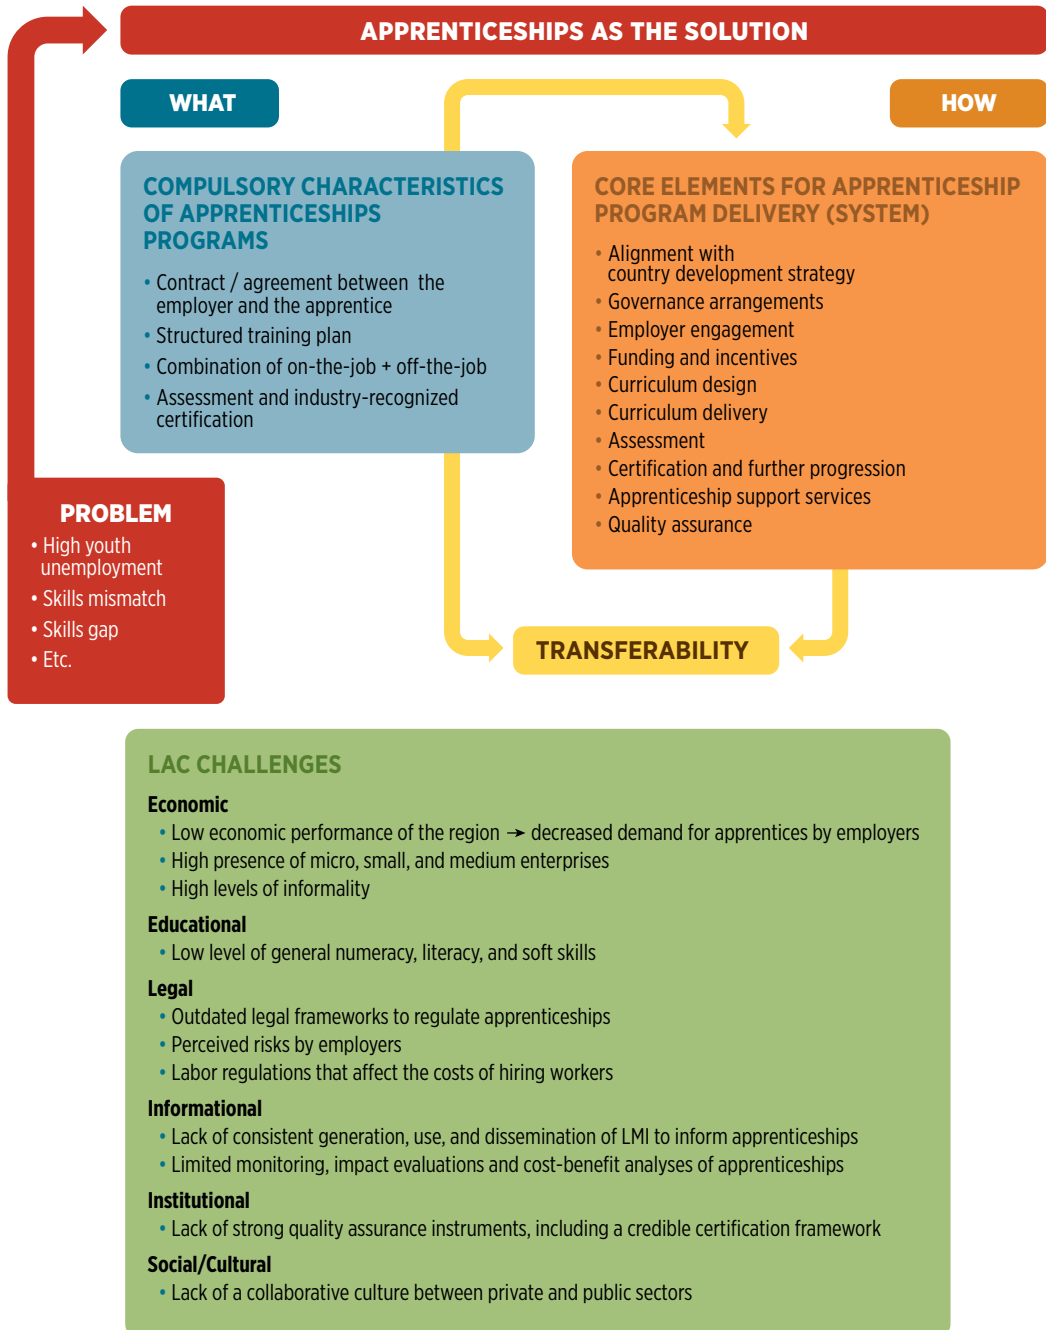 APPRENTICESHIPS AS THE SOLUTION
WHAT
HOW
COMPULSORY CHARACTERISTICS
OF APPRENTICESHIPS
PROGRAMS
• Contract / agreement between the
employer and the apprentice
• Structured training plan
• Combination of on-the-job + off-the-job
• Assessment and industry-recognized
certification
CORE ELEMENTS FOR APPRENTICESHIP
PROGRAM DELIVERY (SYSTEM)
• Alignment with
country development strategy
• Governance arrangements
• Employer engagement
• Funding and incentives
• Curriculum design
• Curriculum delivery
• Assessment
• Certification and further progression
• Apprenticeship support services
• Quality assurance
PROBLEM
• High youth
unemployment
• Skills mismatch
• Skills gap
• Etc.
TRANSFERABILITY
LAC CHALLENGES
Economic
• Low economic performance of the region → decreased demand for apprentices by employers
• High presence of micro, small, and medium enterprises
• High levels of informality
Educational
• Low level of general numeracy, literacy, and soft skills
Legal
• Outdated legal frameworks to regulate apprenticeships
• Perceived risks by employers
• Labor regulations that affect the costs of hiring workers
Informational
• Lack of consistent generation, use, and dissemination of LMI to inform apprenticeships
• Limited monitoring, impact evaluations and cost-benefit analyses of apprenticeships
Institutional
• Lack of strong quality assurance instruments, including a credible certification framework
Social/Cultural
• Lack of a collaborative culture between private and public sectors